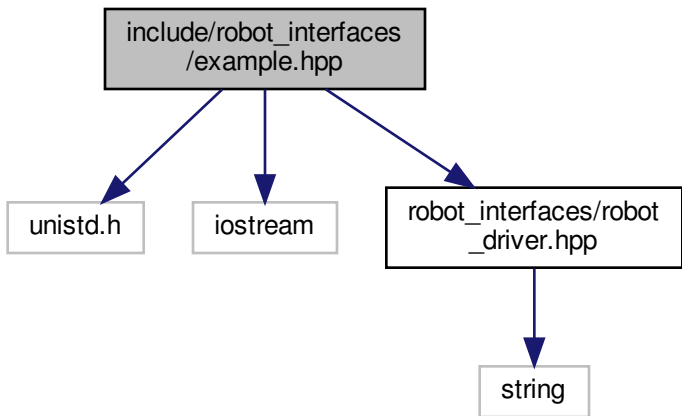 include/robot_interfaces
/example.hpp
unistd.h
iostream
robot_interfaces/robot
_driver.hpp
string